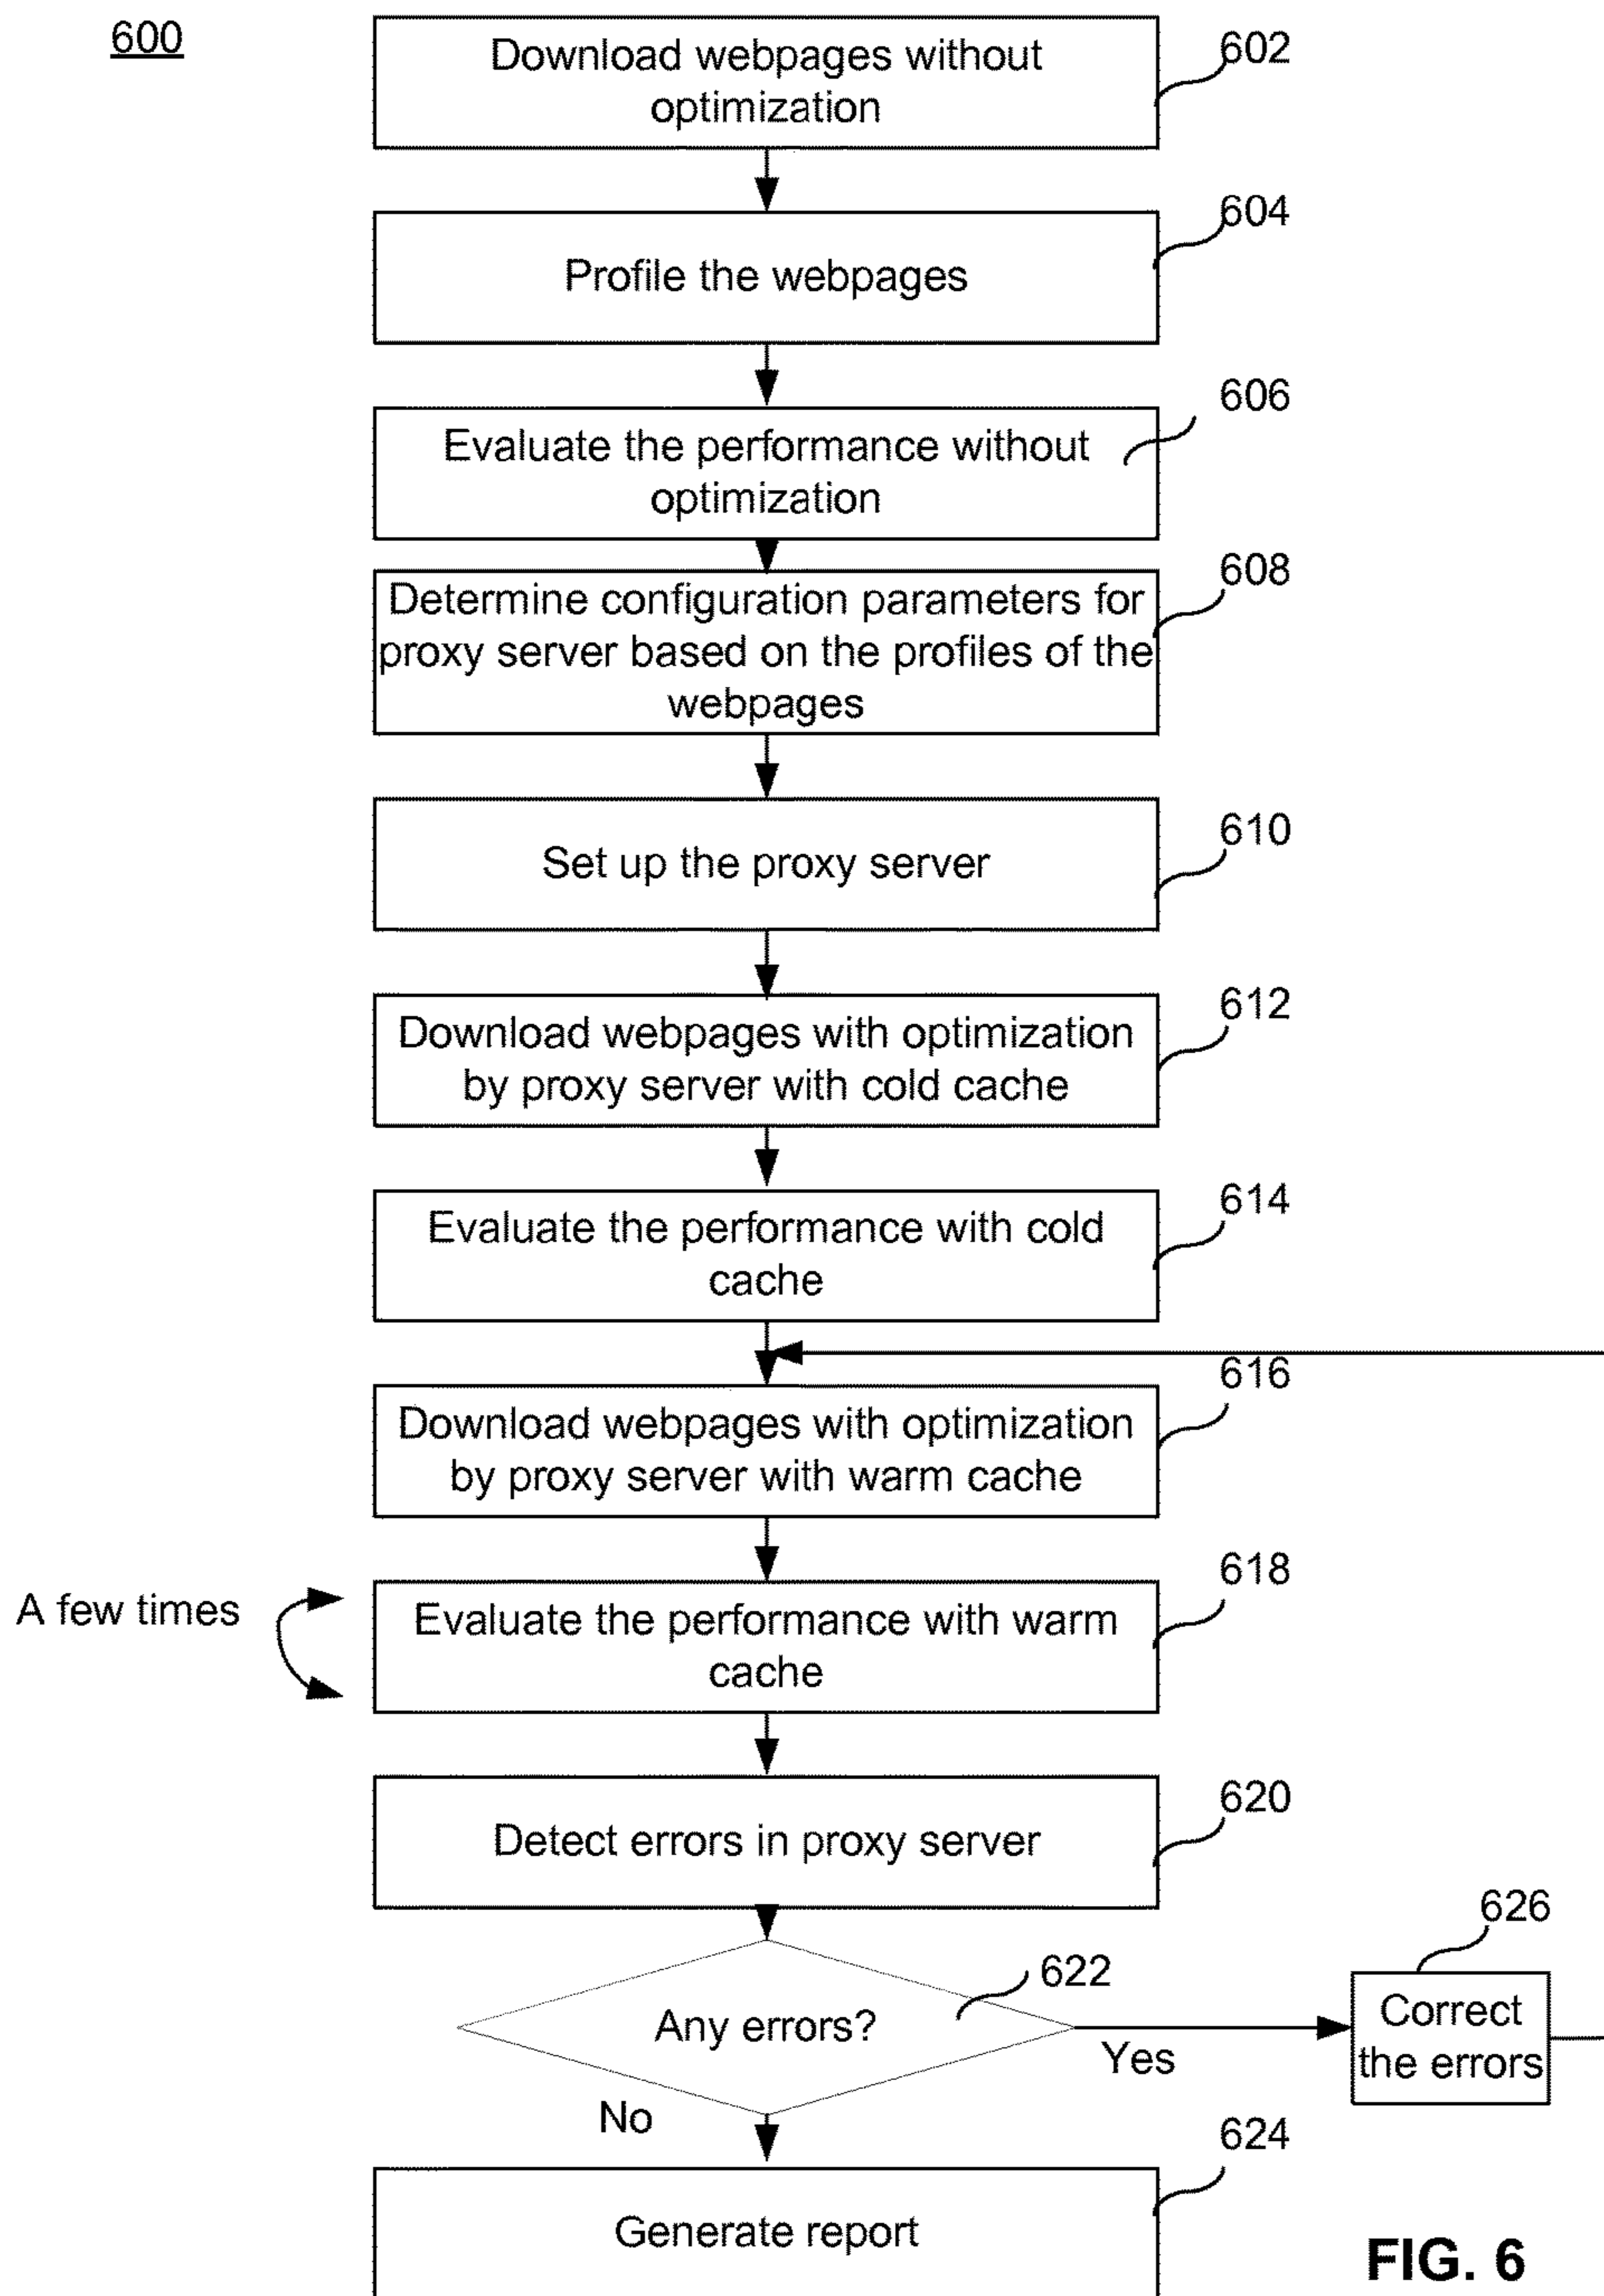 600
Download webpages without
optimization
602
Profile the webpages
604
Evaluate the performance without
optimization
606
Determine configuration parameters for
proxy server based on the profiles of the
webpages
608
Set up the proxy server
610
Download webpages with optimization
by proxy server with cold cache
612
Evaluate the performance with cold
cache
614
Download webpages with optimization
by proxy server with warm cache
616
A few times
Evaluate the performance with warm
cache
618
Detect errors in proxy server
620
Any errors?
622
Yes
Correct
the errors
626
No
Generate report
624
FIG. 6